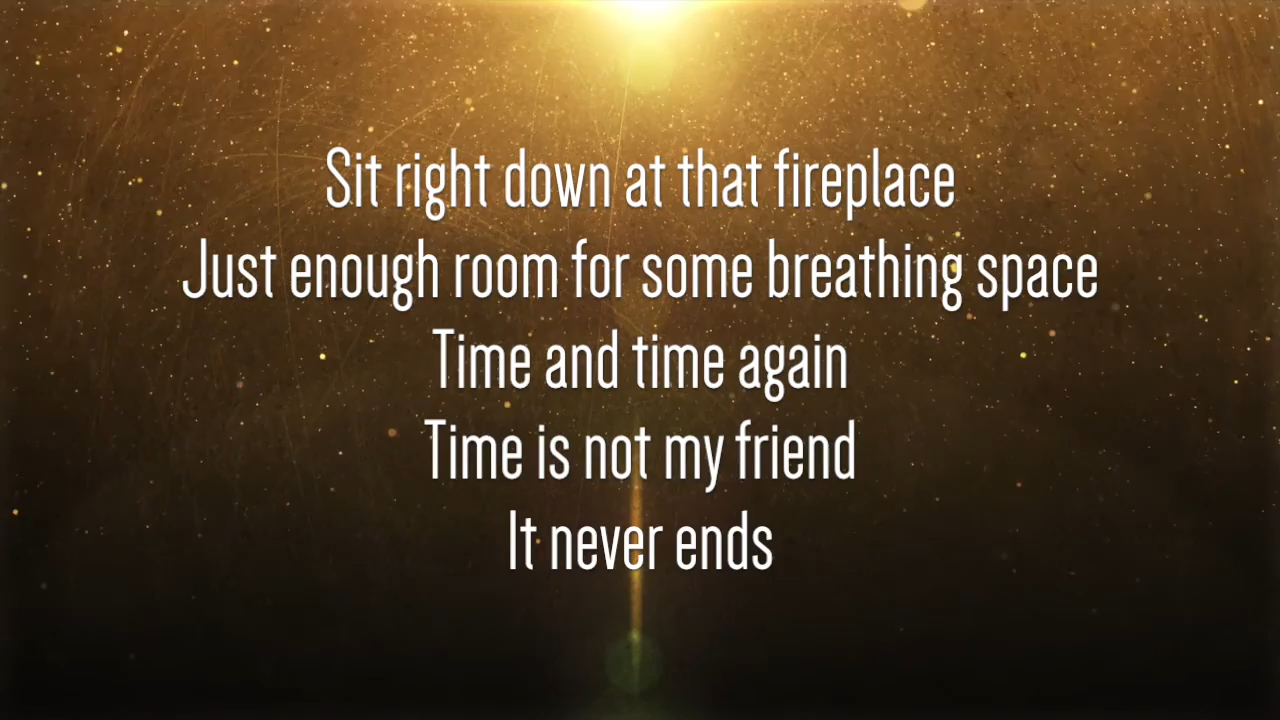 Sit right down at that fireplace
Just enough room for some breathing space
Time and time again
Time is not my friend
It never ends